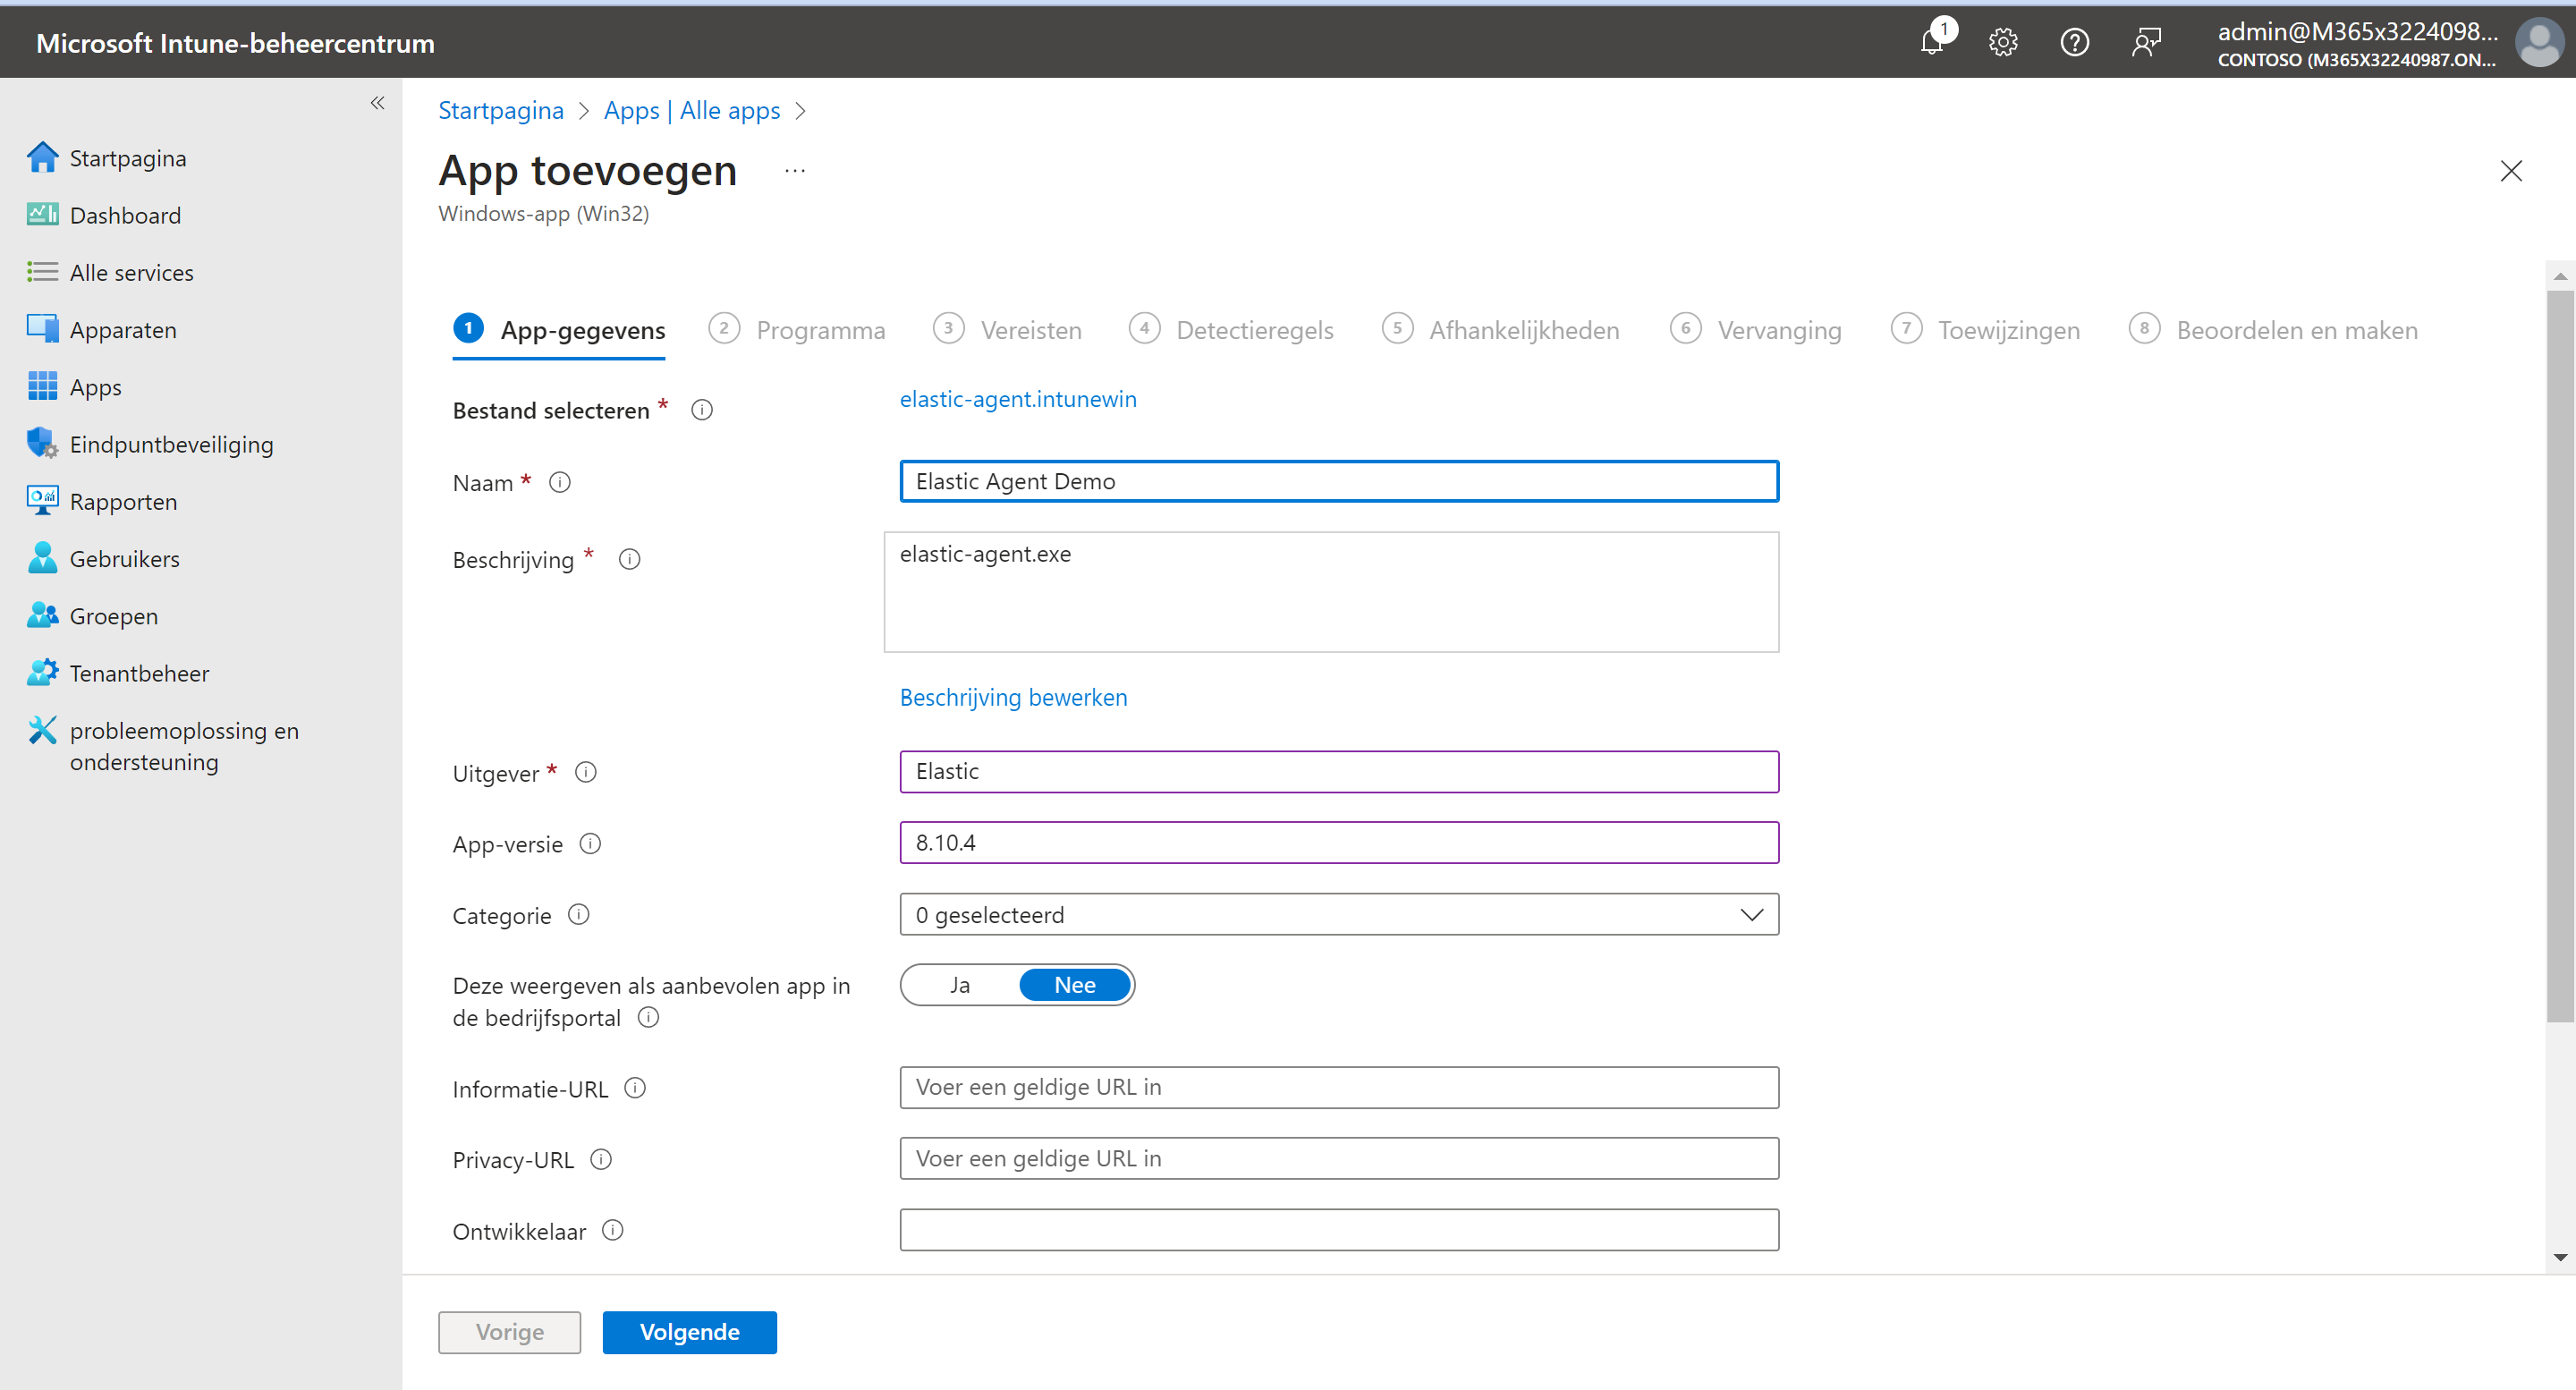 Microsoft Intune-beheercentrum
1
admin@M365x3224098...
CONTOSO (M365X32240987.ON...
Startpagina
Dashboard
Alle services
Apparaten
Apps
Eindpuntbeveiliging
Rapporten
Gebruikers
Groepen
Tenantbeheer
probleemoplossing en
ondersteuning
Startpagina > Apps | Alle apps >
App toevoegen ...
Windows-app (Win32)
1 App-gegevens 2 Programma 3 Vereisten 4 Detectieregels 5 Afhankelijkheden 6 Vervanging 7 Toewijzingen 8 Beoordelen en maken
Bestand selecteren * elastic-agent.intunewin
Naam * Elastic Agent Demo
Beschrijving * elastic-agent.exe
Beschrijving bewerken
Uitgever * Elastic
App-versie 8.10.4
Categorie 0 geselecteerd
Deze weergeven als aanbevolen app in
de bedrijfsportal
Ja Nee
Informatie-URL Voer een geldige URL in
Privacy-URL Voer een geldige URL in
Ontwikkelaar
Vorige Volgende